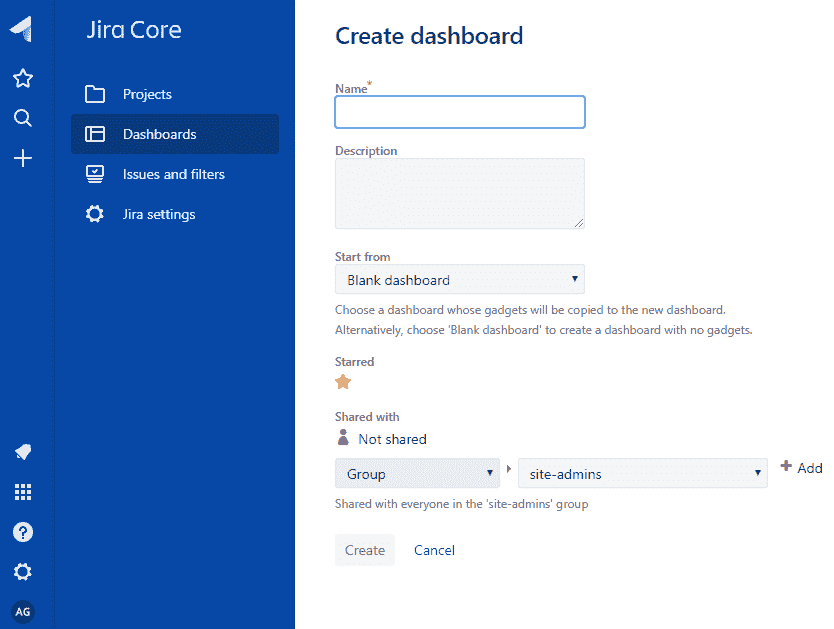 Jira Core
Projects
Dashboards
Issues and filters
Jira settings
?
AG
Create dashboard
Name*
Description
Start from
Blank dashboard
Choose a dashboard whose gadgets will be copied to the new dashboard.
Alternatively, choose 'Blank dashboard' to create a dashboard with no gadgets.
Starred
Shared with
Not shared
Group site-admins + Add
Shared with everyone in the 'site-admins' group
Create Cancel